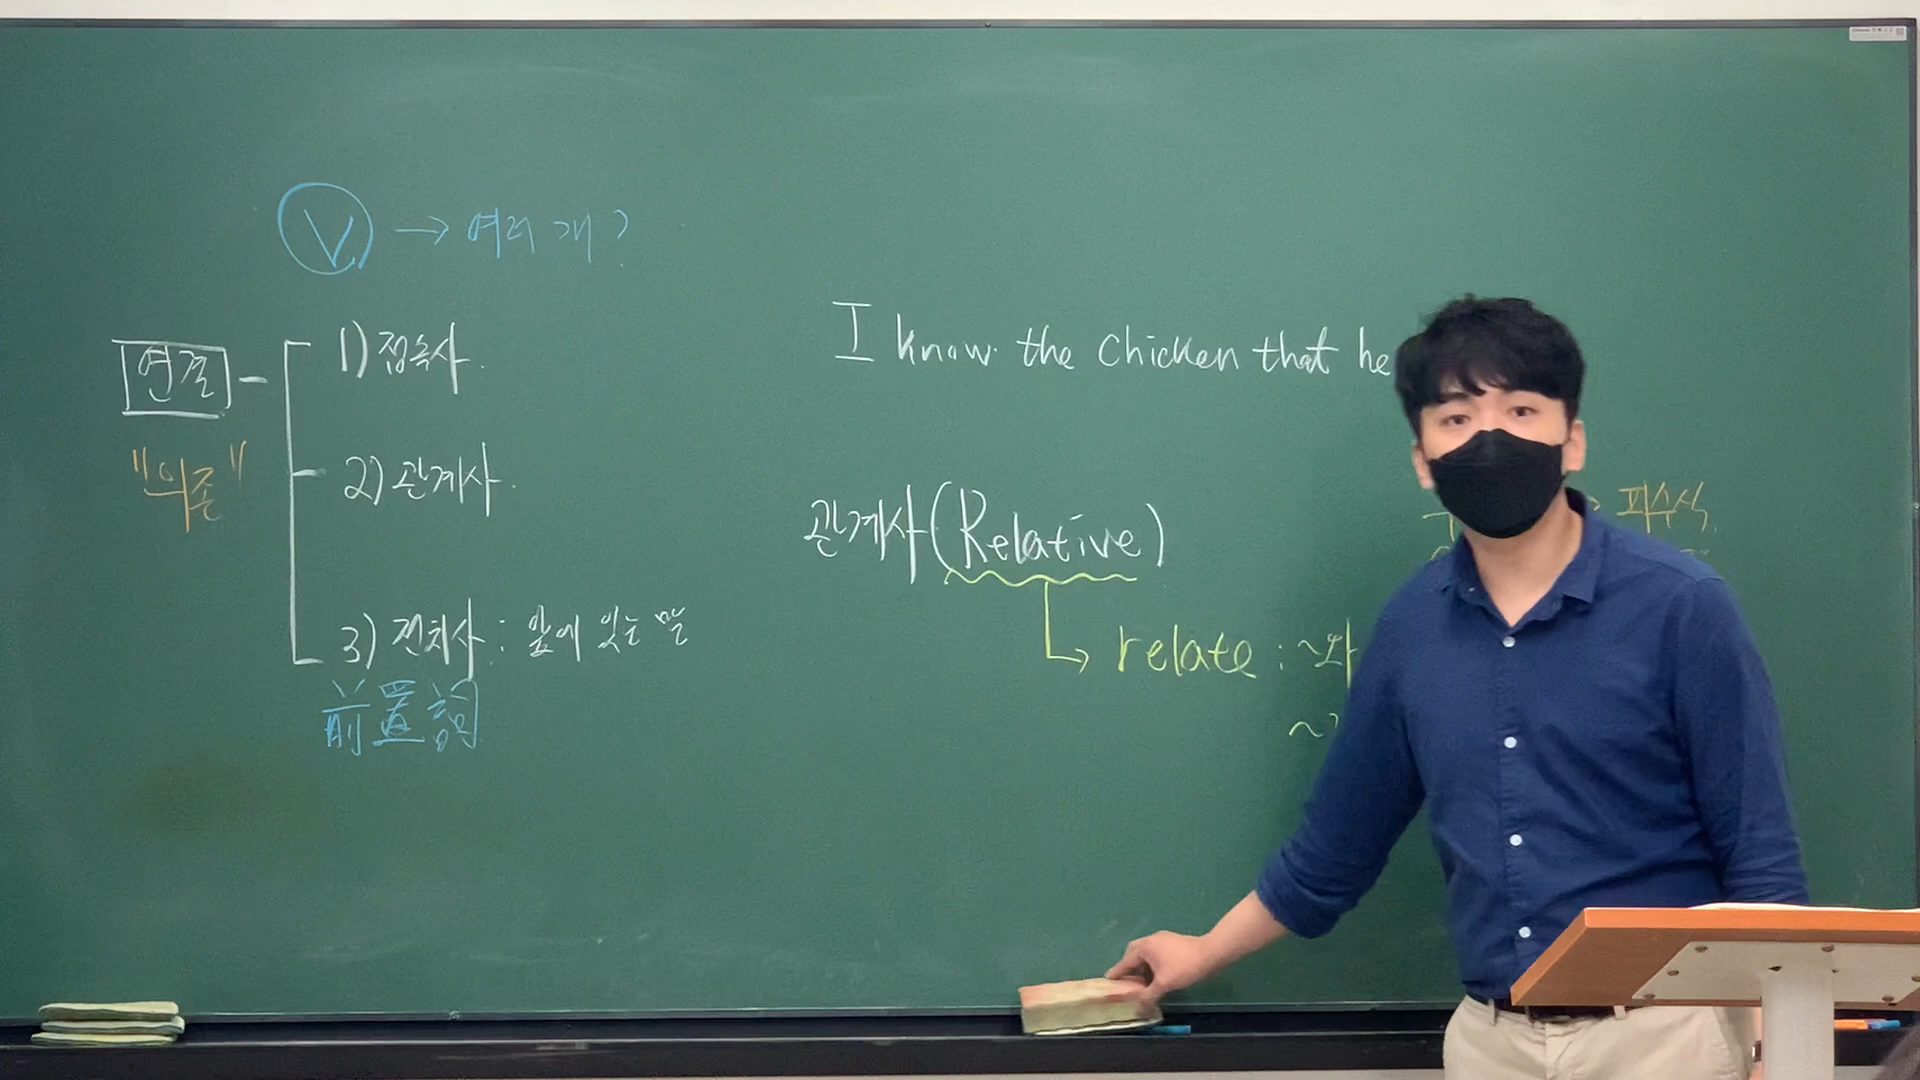 V. → 여러 개?
연결
"의존"
1) 접속사.
2) 관계사.
3) 전치사 : 앞에 있는 말
前置詞
I know the chicken that he
관계사 (Relative)
relate : ~와
피수식